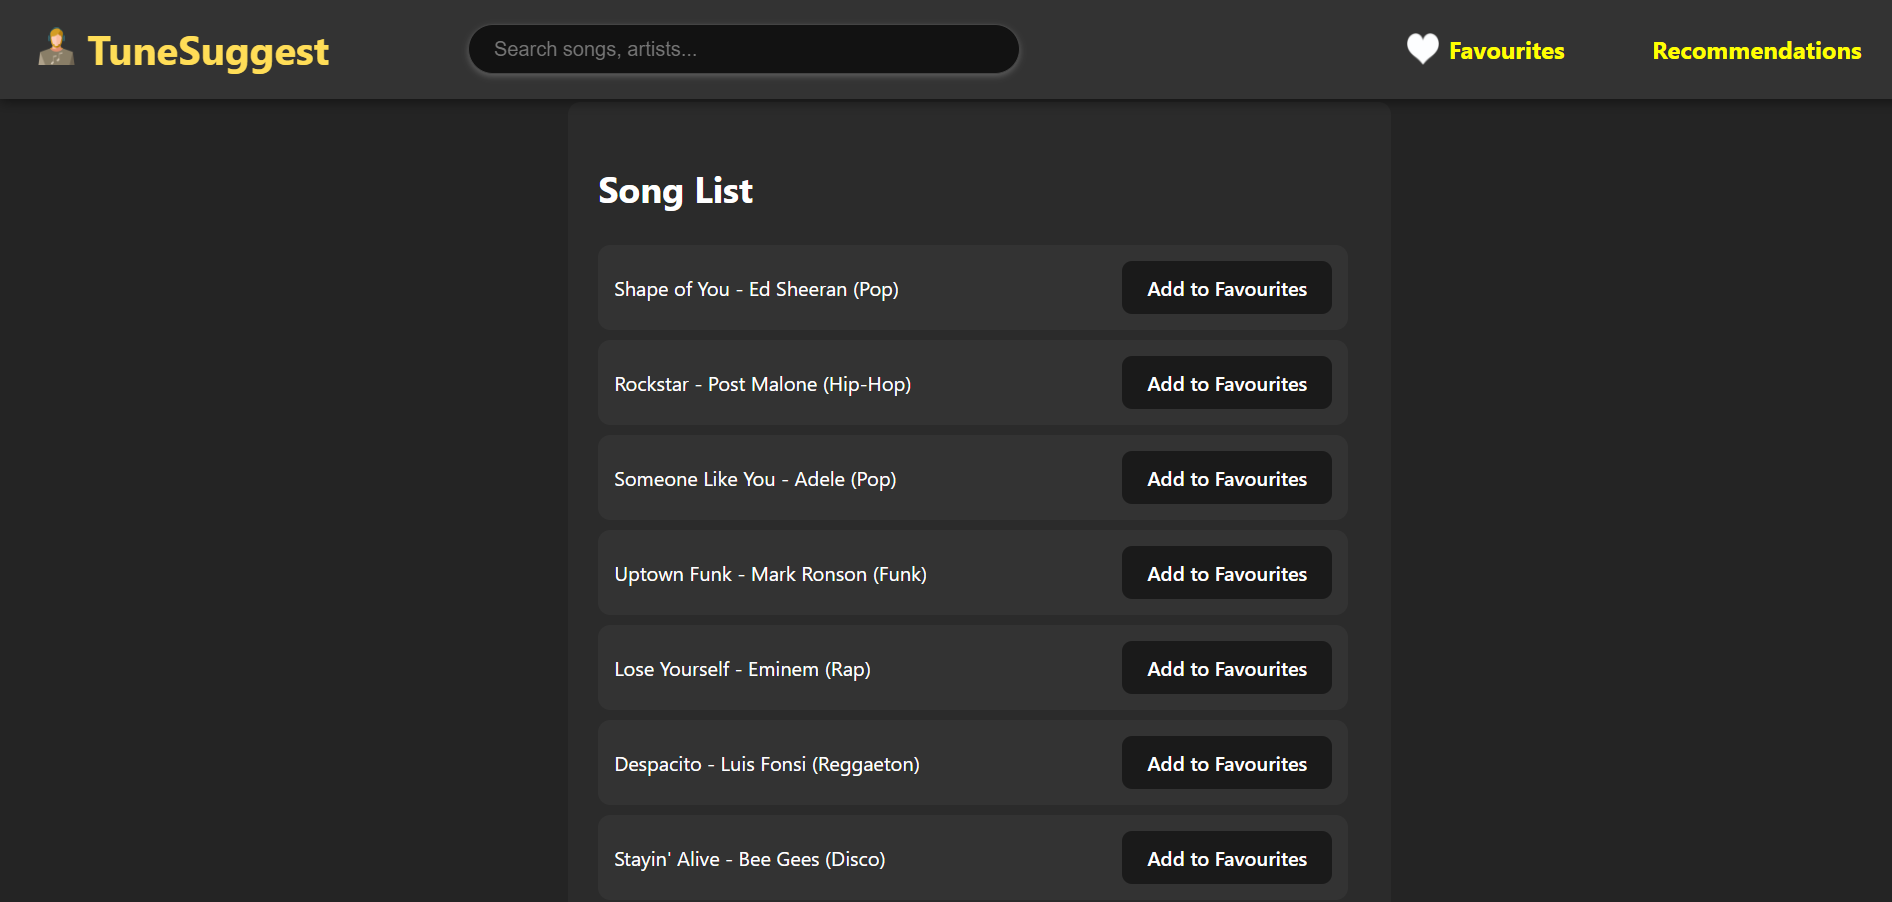 TuneSuggest
Search songs, artists...
Favourites
Recommendations
Song List
Shape of You - Ed Sheeran (Pop)
Add to Favourites
Rockstar - Post Malone (Hip-Hop)
Add to Favourites
Someone Like You - Adele (Pop)
Add to Favourites
Uptown Funk - Mark Ronson (Funk)
Add to Favourites
Lose Yourself - Eminem (Rap)
Add to Favourites
Despacito - Luis Fonsi (Reggaeton)
Add to Favourites
Stayin' Alive - Bee Gees (Disco)
Add to Favourites